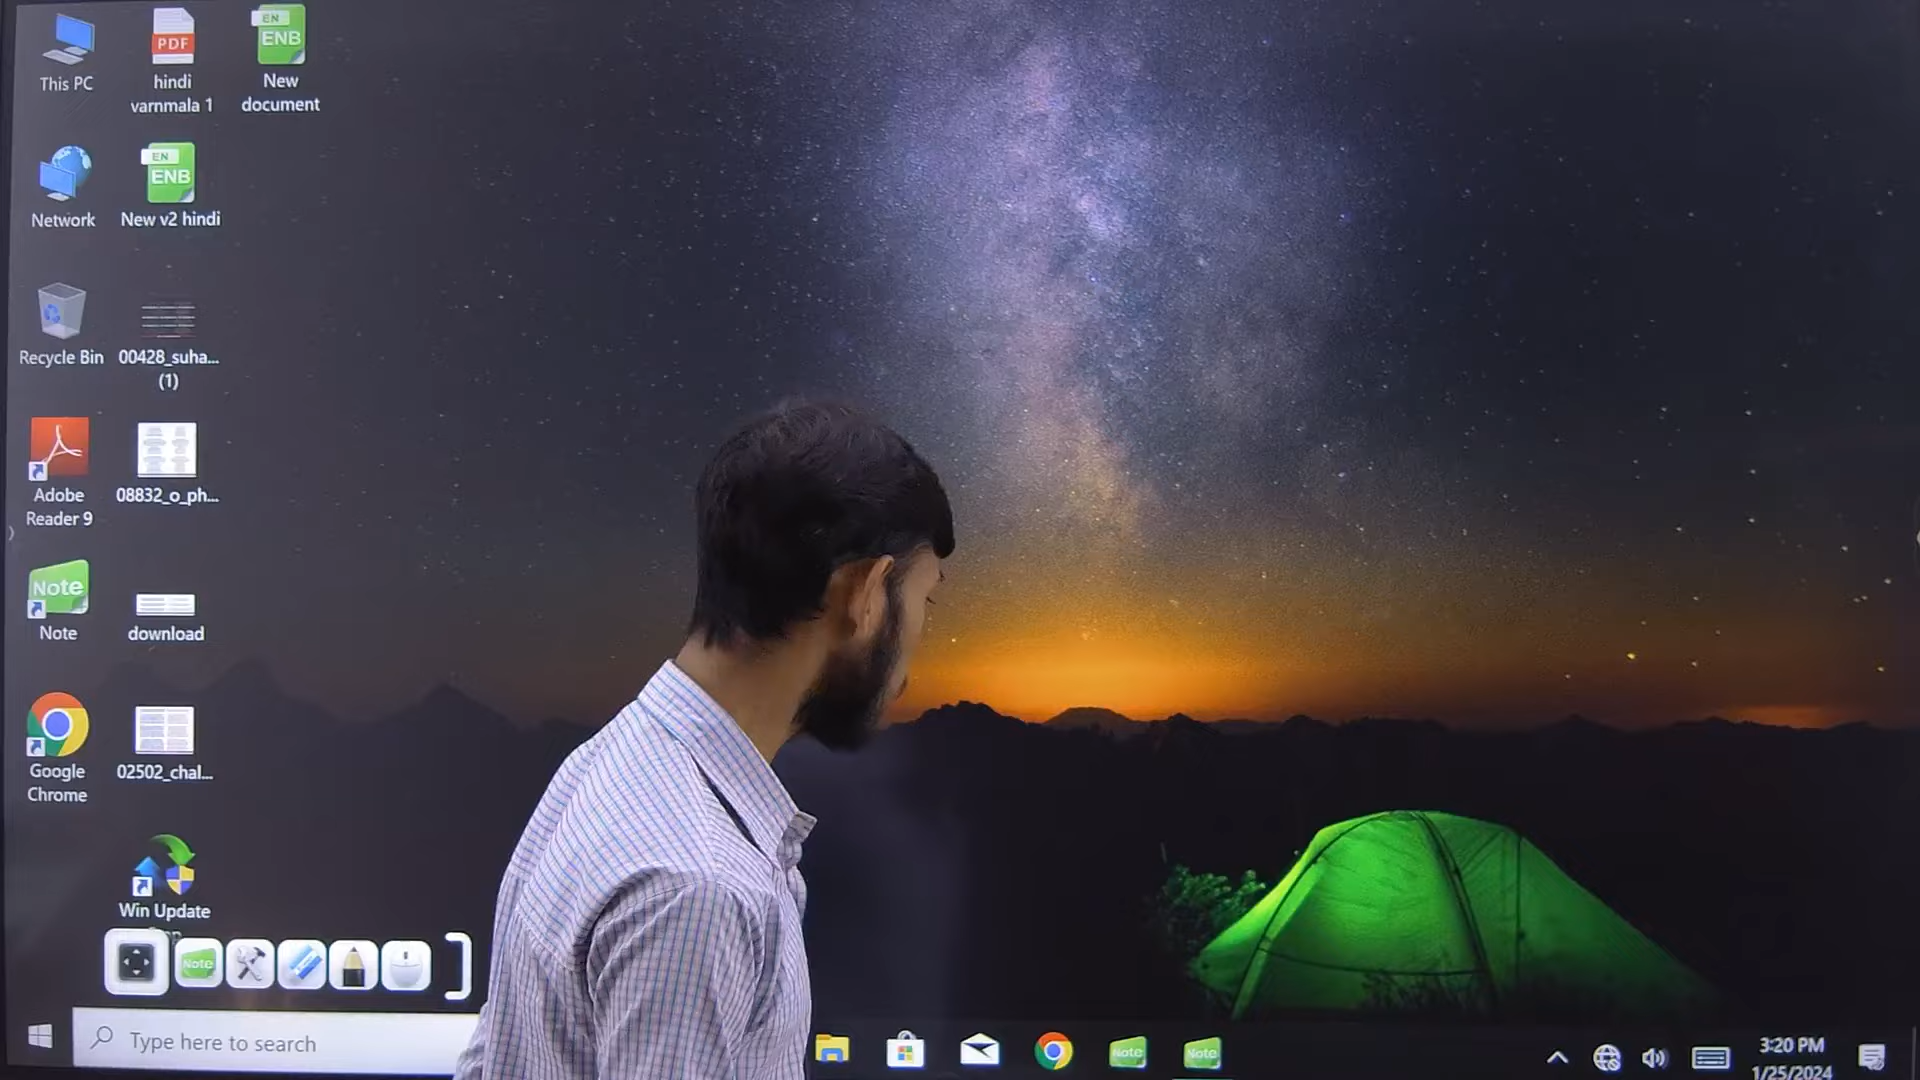 This PC
PDF
hindi
varnmala 1
EN
ENB
New
document
Network
EN
ENB
New v2 hindi
Recycle Bin
00428_suha...
(1)
Adobe
Reader 9
08832_o_ph...
Note
Note
download
Google
Chrome
02502_chal...
Win Update
Note
Type here to search
Note
Note
3:20 PM
1/25/2024